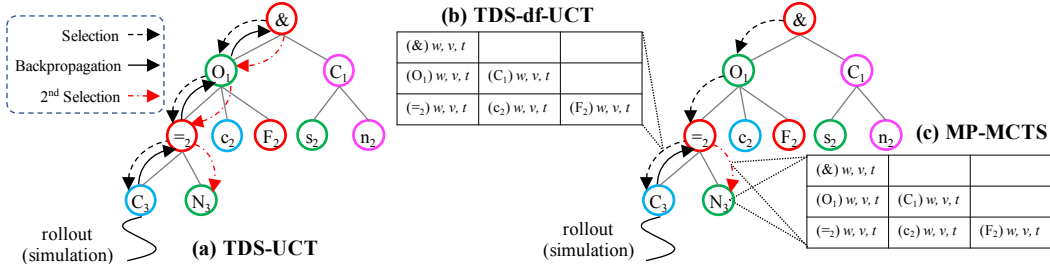 Selection
Backpropagation
2nd Selection
&
O1
C1
=2
c2
F2
s2
n2
C3
N3
rollout
(simulation)
(a) TDS-UCT
(b) TDS-df-UCT
(&) w, v, t
(O1) w, v, t (C1) w, v, t
(=2) w, v, t (c2) w, v, t (F2) w, v, t
&
O1
C1
=2
c2
F2
s2
n2
C3
N3
rollout
(simulation)
(c) MP-MCTS
(&) w, v, t
(O1) w, v, t (C1) w, v, t
(=2) w, v, t (c2) w, v, t (F2) w, v, t